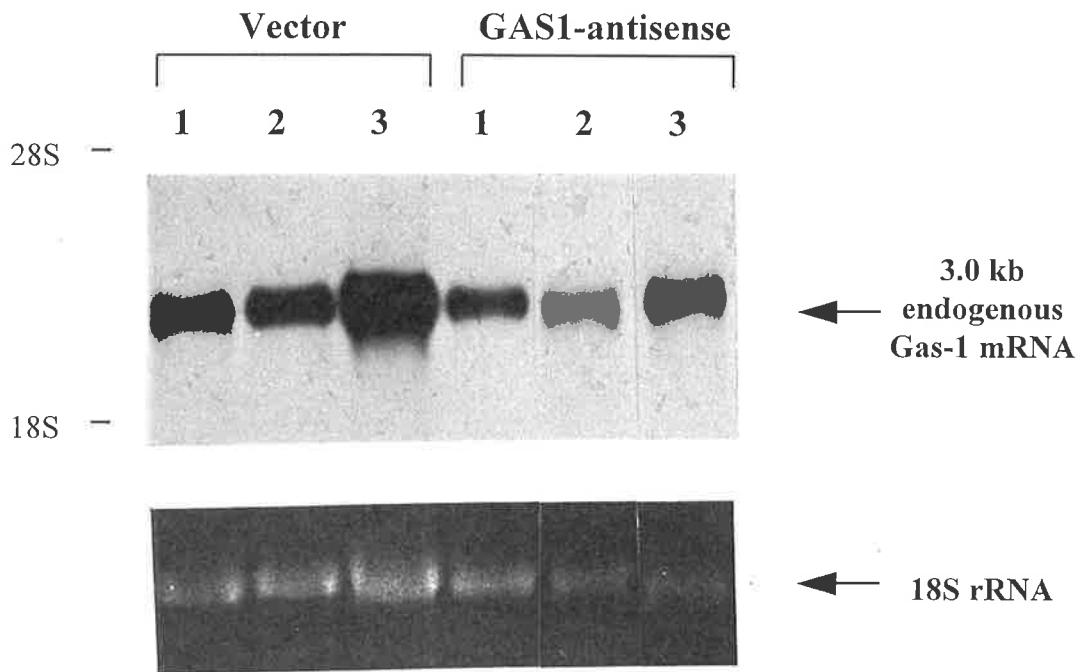 Vector GAS1-antisense
1 2 3 1 2 3
28S
3.0 kb
endogenous
Gas-1 mRNA
18S
18S rRNA